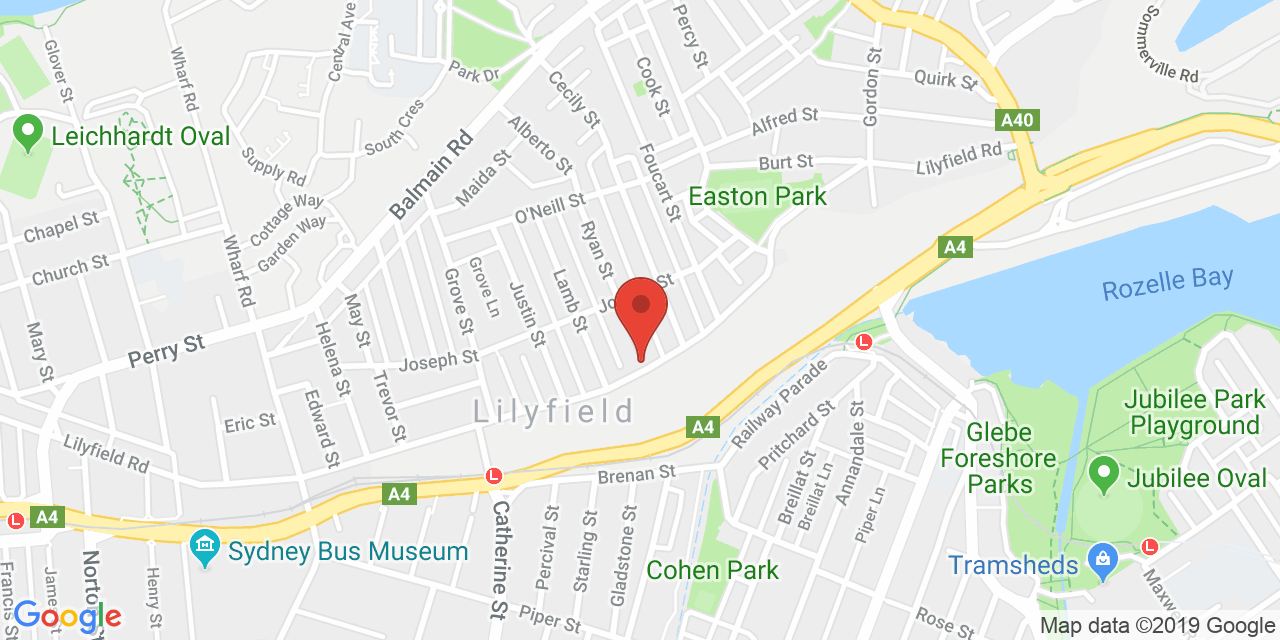 Glover St
Wharf Rd
Central Ave
Park Dr
Percy St
Cook St
Cecily St
Gordon St
Quirk St
Sommerville Rd
Leichhardt Oval
South Cres
Balmain Rd
Alberto St
Foucart St
Alfred St
A40
Supply Rd
Maida St
Burt St
Lilyfield Rd
Easton Park
Chapel St
Cottage Way
Garden Way
O'Neill St
Ryan St
A4
Church St
Wharf Rd
Grove St
Grove Ln
Justin St
Lamb St
Rozelle Bay
May St
Helena St
Mary St
Perry St
Joseph St
Trevor St
Edward St
Eric St
Lilyfield
A4
Railway Parade
Pritchard St
Annandale St
Jubilee Park
Playground
Glebe
Foreshore
Parks
Lilyfield Rd
Brenan St
Breillat St
Breillat Ln
Piper Ln
Jubilee Oval
A4
A4
Sydney Bus Museum
Catherine St
Percival St
Starling St
Gladstone St
Cohen Park
Tramsheds
Francis St
Henry St
Piper St
Rose St
Google
Map data ©2019 Google